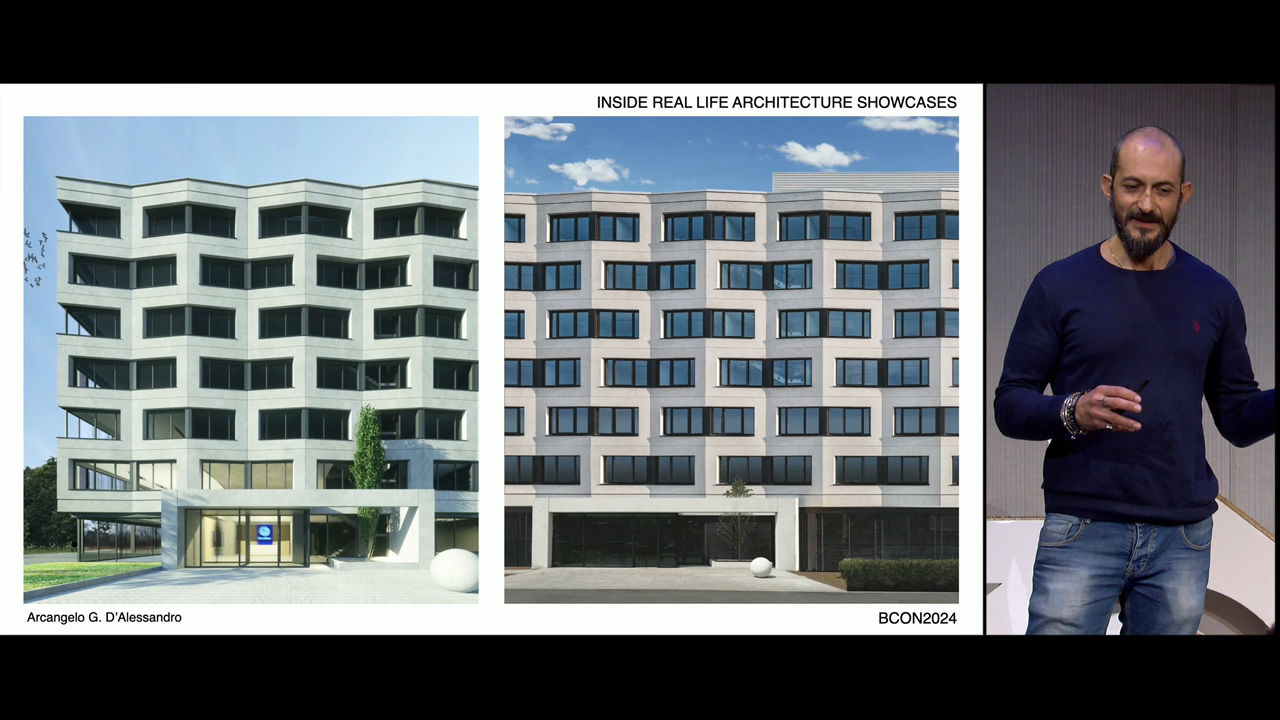 INSIDE REAL LIFE ARCHITECTURE SHOWCASES
Arcangelo G. D'Alessandro
BCON2024